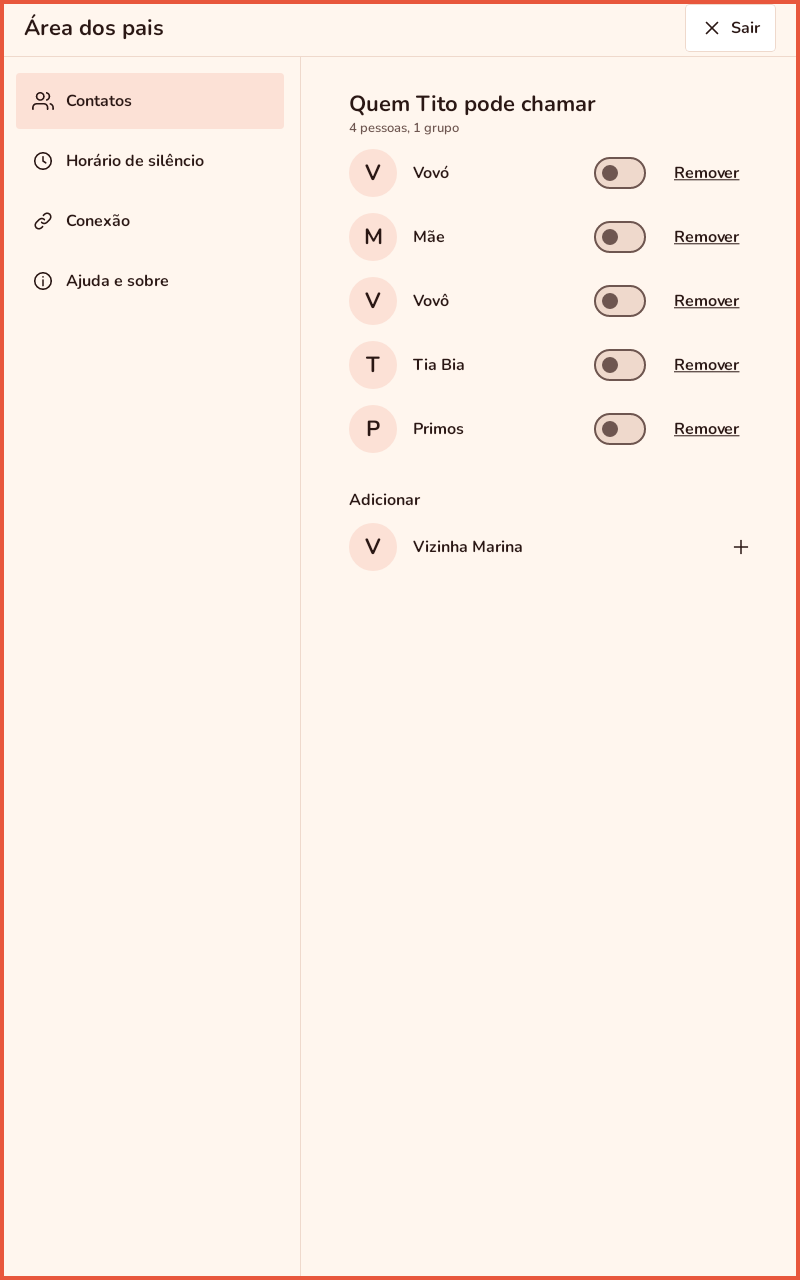 Área dos pais
Sair
Contatos
Horário de silêncio
Conexão
Ajuda e sobre
Quem Tito pode chamar
4 pessoas, 1 grupo
V Vovó Remover
M Mãe Remover
V Vovô Remover
T Tia Bia Remover
P Primos Remover
Adicionar
V Vizinha Marina